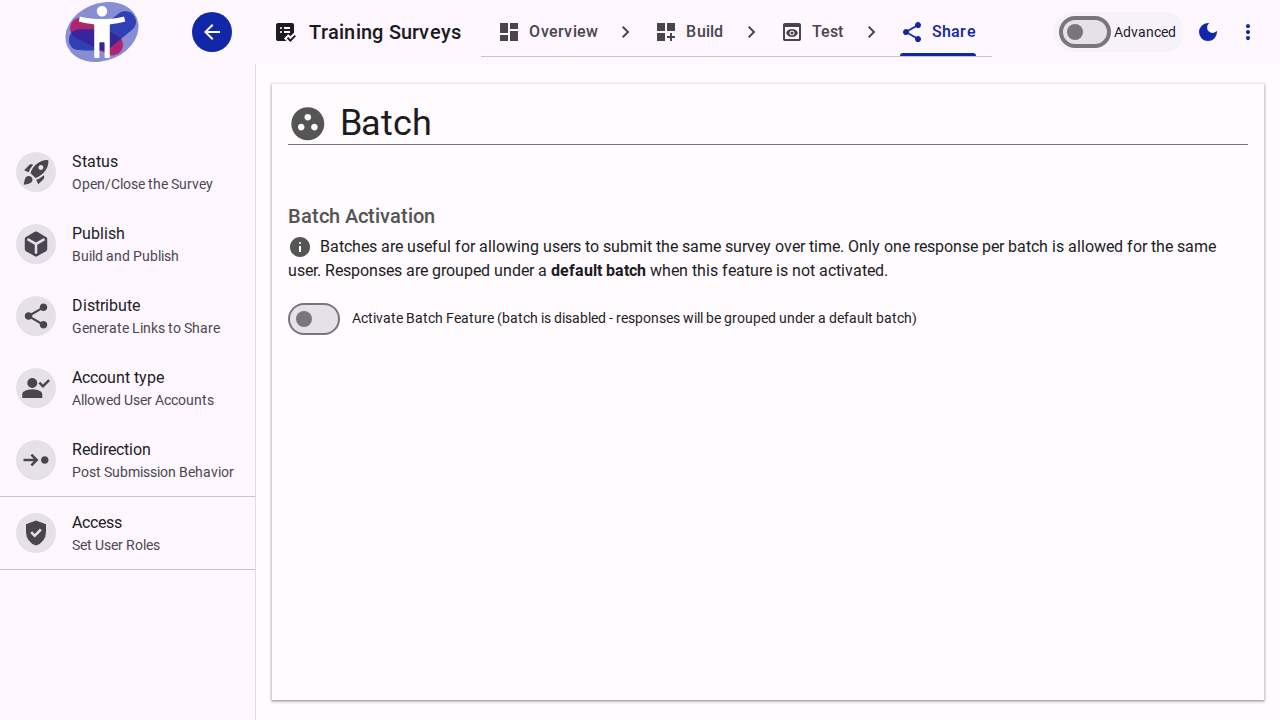 Training Surveys
Overview
Build
Test
Share
Advanced
Status
Open/Close the Survey
Publish
Build and Publish
Distribute
Generate Links to Share
Account type
Allowed User Accounts
Redirection
Post Submission Behavior
Access
Set User Roles
Batch
Batch Activation
Batches are useful for allowing users to submit the same survey over time. Only one response per batch is allowed for the same
user. Responses are grouped under a default batch when this feature is not activated.
Activate Batch Feature (batch is disabled - responses will be grouped under a default batch)